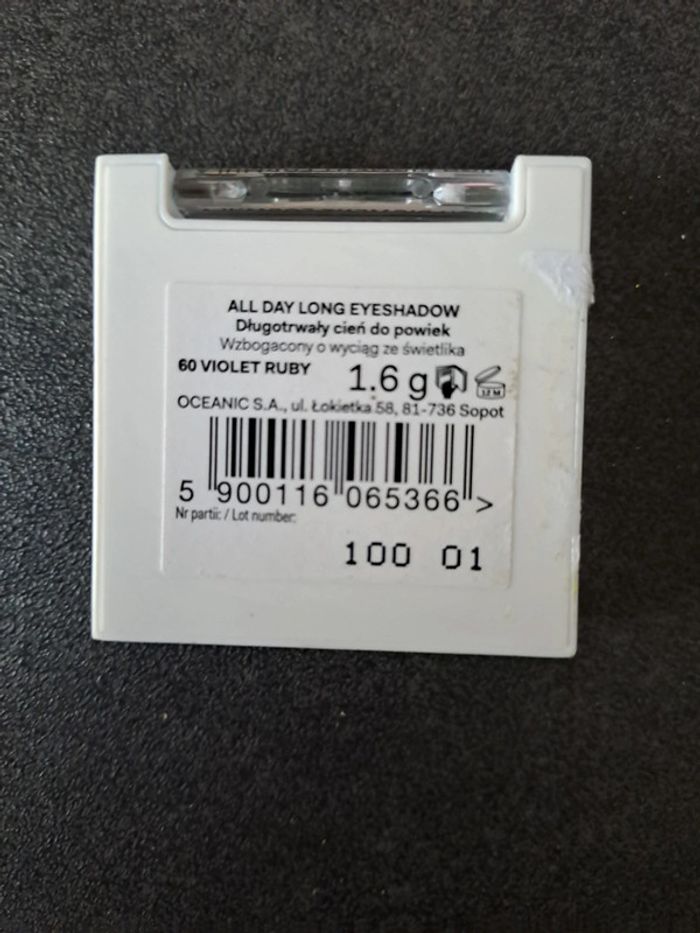 ALL DAY LONG EYESHADOW
Długotrwały cień do powiek
Wzbogacony o wyciąg ze świetlika
60 VIOLET RUBY 1.6 g 12 M
OCEANIC S.A., ul. Łokietka 58, 81-736 Sopot
5 900116 065366 >
Nr partii: / Lot number:
100 01